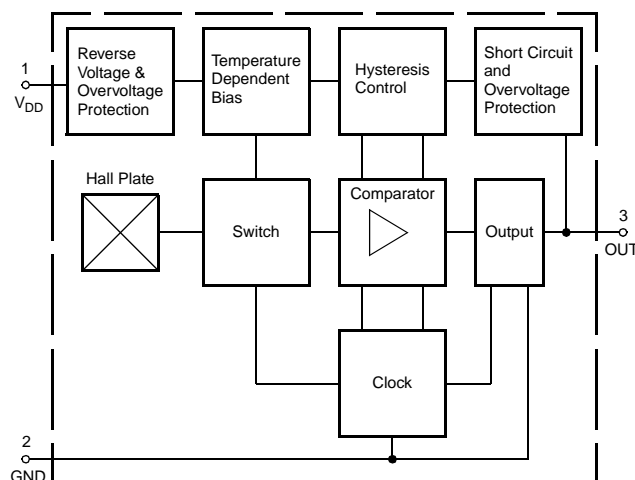 Reverse
Voltage &
Overvoltage
Protection
Temperature
Dependent
Bias
Hysteresis
Control
Short Circuit
and
Overvoltage
Protection
1
VDD
Hall Plate
Switch
Comparator
Output
3
OUT
Clock
2
GND